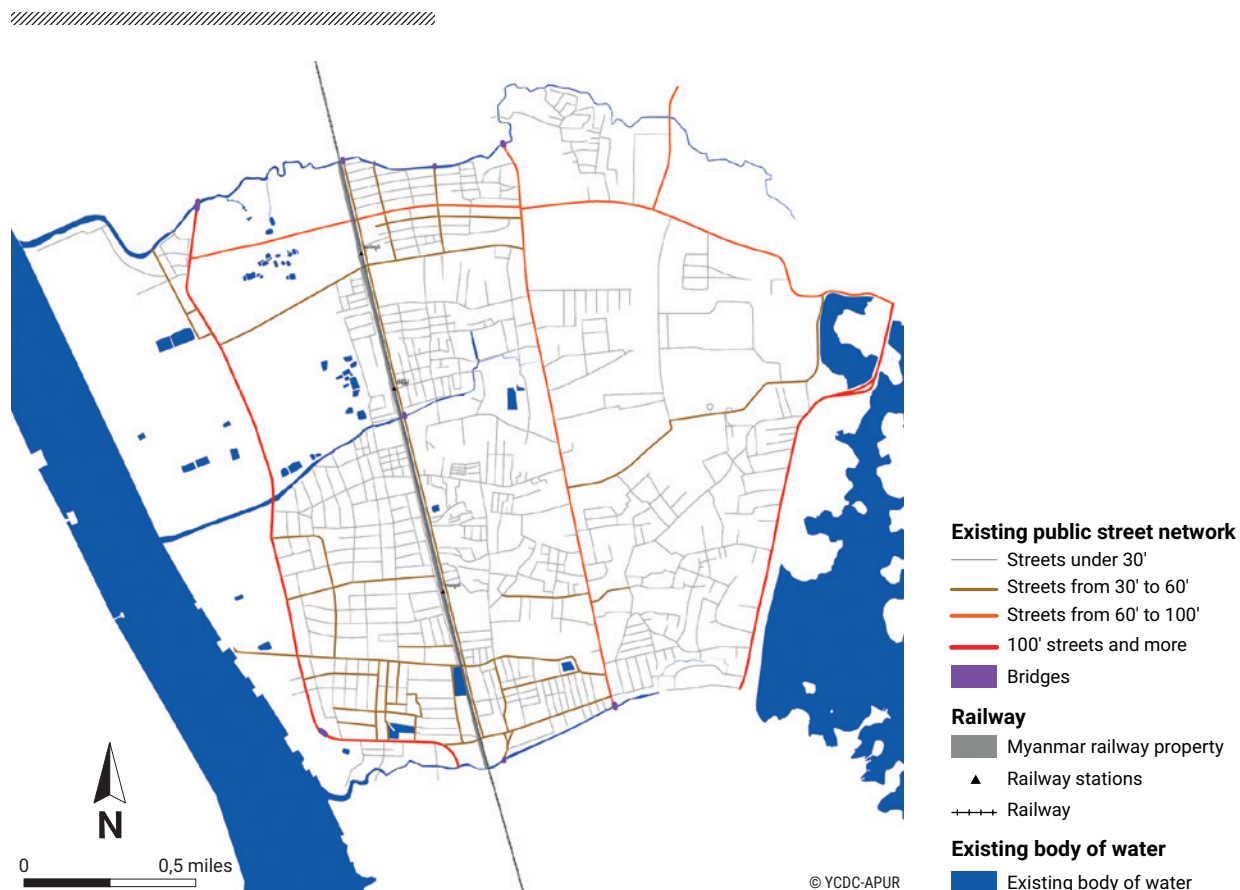 N
0 0,5 miles
© YCDC-APUR
Existing public street network
Streets under 30'
Streets from 30' to 60'
Streets from 60' to 100'
100' streets and more
Bridges
Railway
Myanmar railway property
Railway stations
Railway
Existing body of water
Existing body of water